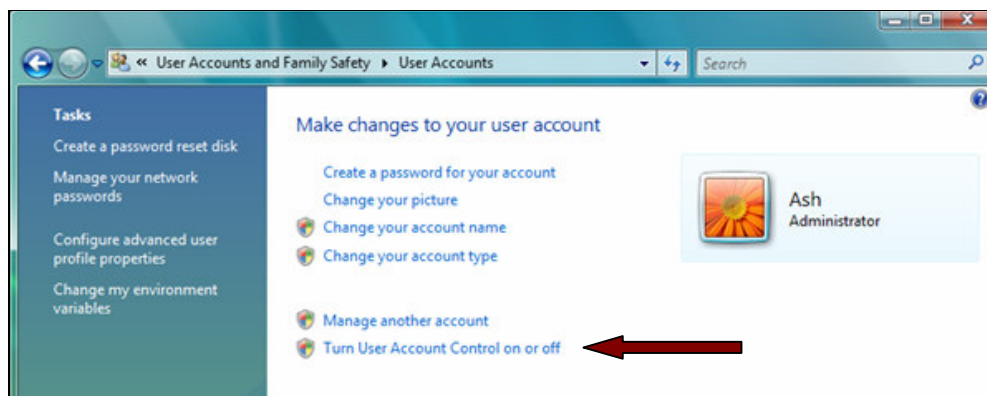 « User Accounts and Family Safety ▸ User Accounts
Search
Tasks
Create a password reset disk
Manage your network
passwords
Configure advanced user
profile properties
Change my environment
variables
Make changes to your user account
Create a password for your account
Change your picture
Change your account name
Change your account type
Manage another account
Turn User Account Control on or off
Ash
Administrator